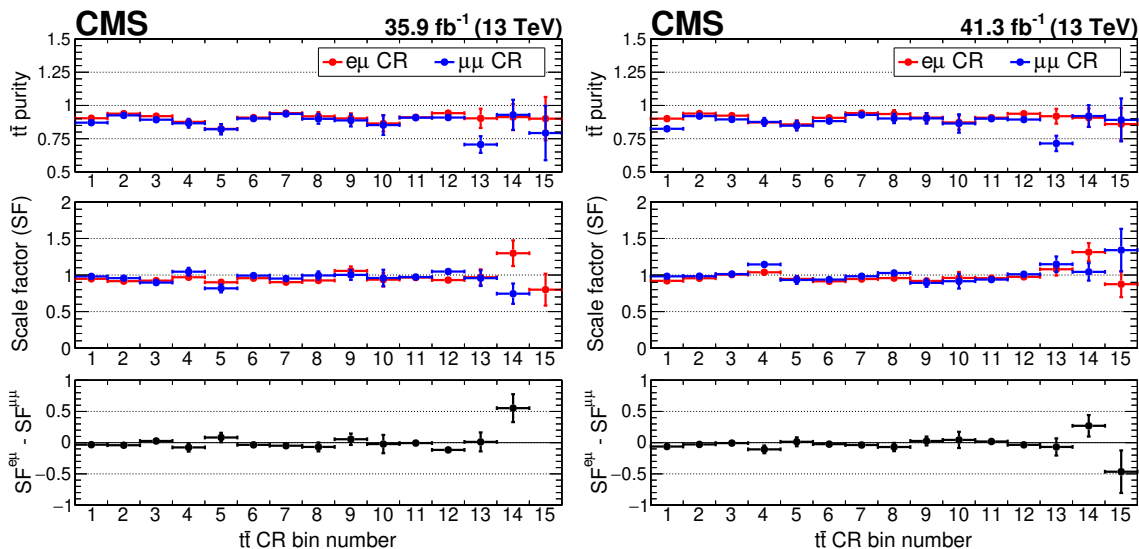 CMS 35.9 fb⁻¹ (13 TeV)
tt̄ purity
1.5
1.25
1
0.75
0.5
eμ CR μμ CR
1 2 3 4 5 6 7 8 9 10 11 12 13 14 15
Scale factor (SF)
2
1.5
1
0.5
0
1 2 3 4 5 6 7 8 9 10 11 12 13 14 15
SF^eμ - SF^μμ
1
0.5
0
−0.5
−1
1 2 3 4 5 6 7 8 9 10 11 12 13 14 15
tt̄ CR bin number
CMS 41.3 fb⁻¹ (13 TeV)
tt̄ purity
1.5
1.25
1
0.75
0.5
eμ CR μμ CR
1 2 3 4 5 6 7 8 9 10 11 12 13 14 15
Scale factor (SF)
2
1.5
1
0.5
0
1 2 3 4 5 6 7 8 9 10 11 12 13 14 15
SF^eμ - SF^μμ
1
0.5
0
−0.5
−1
1 2 3 4 5 6 7 8 9 10 11 12 13 14 15
tt̄ CR bin number